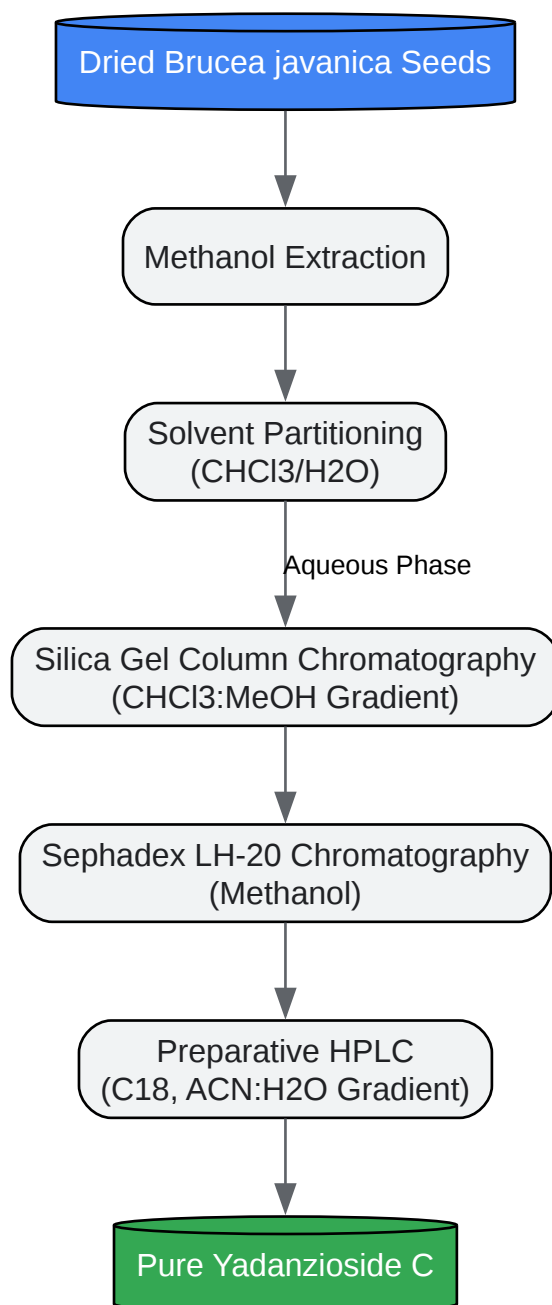 Dried Brucea javanica Seeds
Methanol Extraction
Solvent Partitioning
(CHCl3/H2O)
Aqueous Phase
Silica Gel Column Chromatography
(CHCl3:MeOH Gradient)
Sephadex LH-20 Chromatography
(Methanol)
Preparative HPLC
(C18, ACN:H2O Gradient)
Pure Yadanzioside C